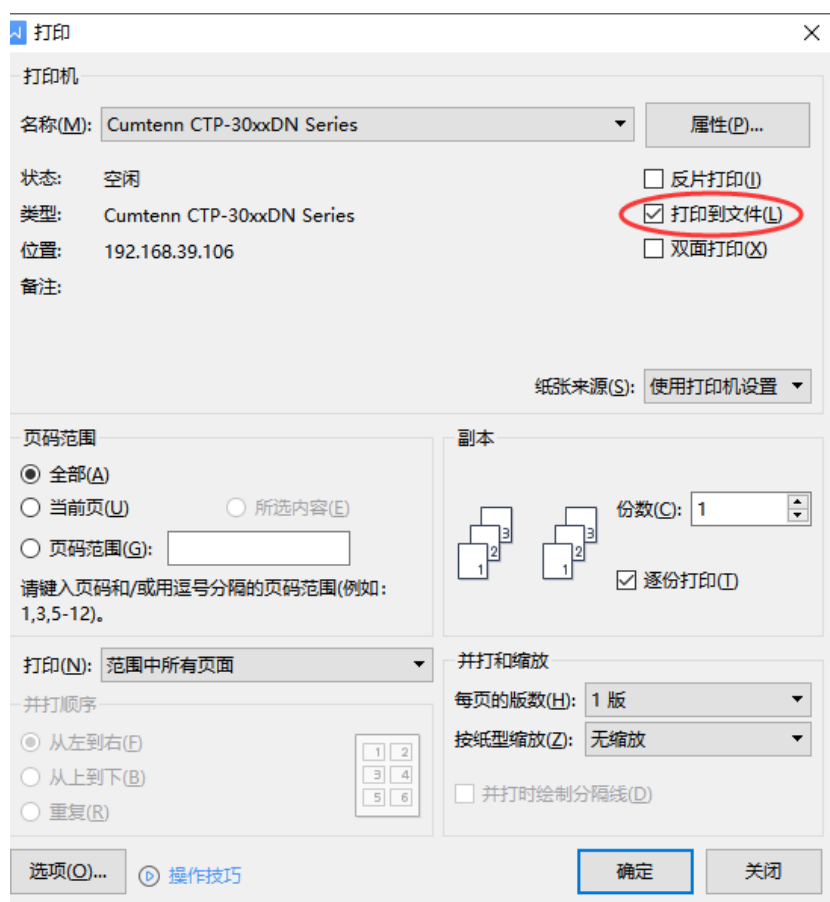 打印
打印机
名称(M): Cumtenn CTP-30xxDN Series 属性(P)...
状态: 空闲 反片打印(I)
类型: Cumtenn CTP-30xxDN Series 打印到文件(L)
位置: 192.168.39.106 双面打印(X)
备注:
纸张来源(S): 使用打印机设置
页码范围 副本
全部(A)
当前页(U) 所选内容(E) 份数(C): 1
页码范围(G):
3 2 1 3 2 1
请键入页码和/或用逗号分隔的页码范围(例如: 逐份打印(T)
1,3,5-12)。
打印(N): 范围中所有页面 并打和缩放
并打顺序 每页的版数(H): 1 版
从左到右(F) 1 2 按纸型缩放(Z): 无缩放
从上到下(B) 3 4
重复(R) 5 6 并打时绘制分隔线(D)
选项(O)... 操作技巧 确定 关闭